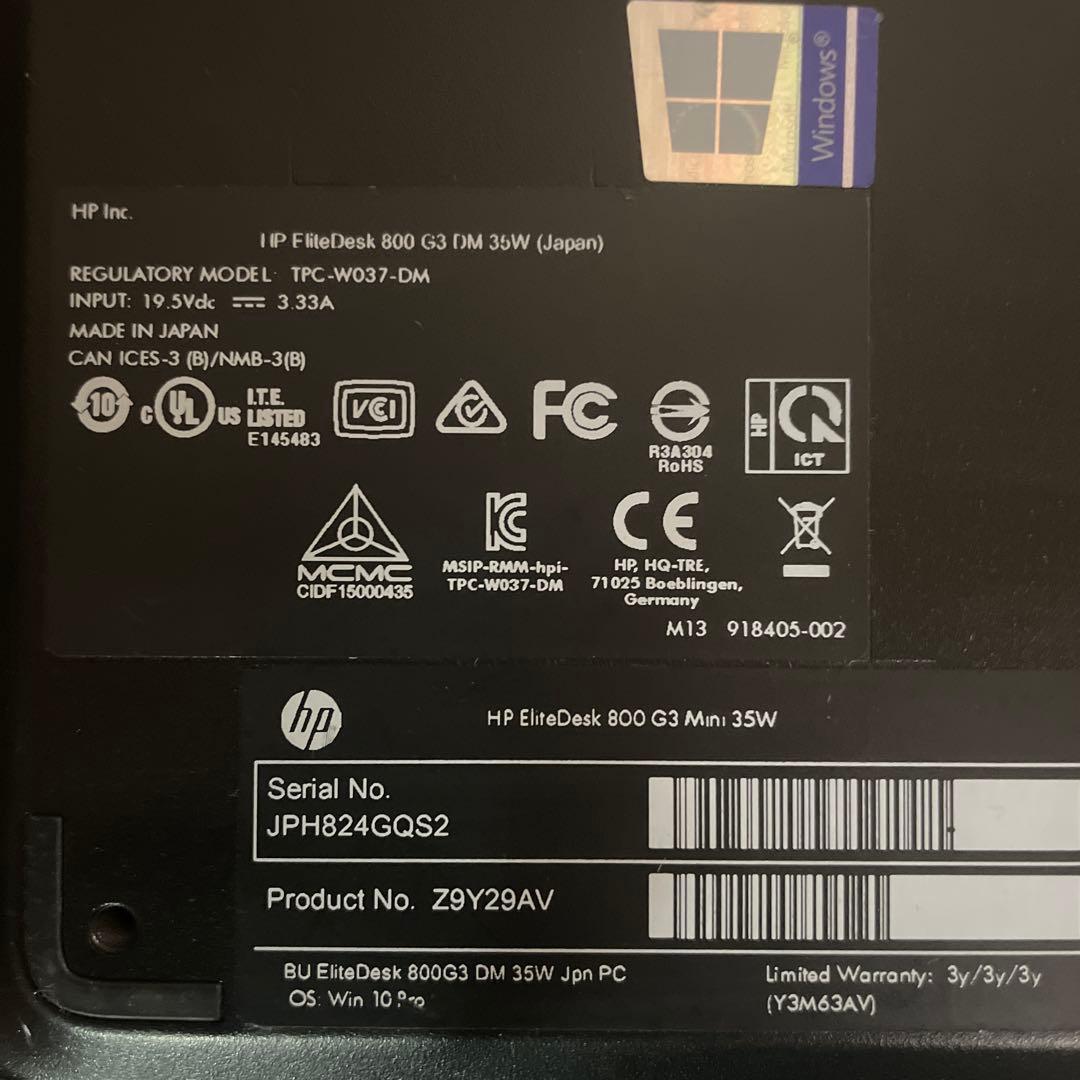 Windows®
HP Inc.
HP EliteDesk 800 G3 DM 35W (Japan)
REGULATORY MODEL: TPC-W037-DM
INPUT: 19.5Vdc ⎓ 3.33A
MADE IN JAPAN
CAN ICES-3 (B)/NMB-3(B)
10
c UL US
I.T.E.
LISTED
E145483
VCI
FC
R3A304
RoHS
HP
ICT
MCMC
CIDF15000435
MSIP-RMM-hpi-
TPC-W037-DM
CE
HP, HQ-TRE,
71025 Boeblingen,
Germany
M13 918405-002
hp
HP EliteDesk 800 G3 Mini 35W
Serial No.
JPH824GQS2
Product No. Z9Y29AV
BU EliteDesk 800G3 DM 35W Jpn PC
OS: Win 10 Pro
Limited Warranty: 3y/3y/3y
(Y3M63AV)